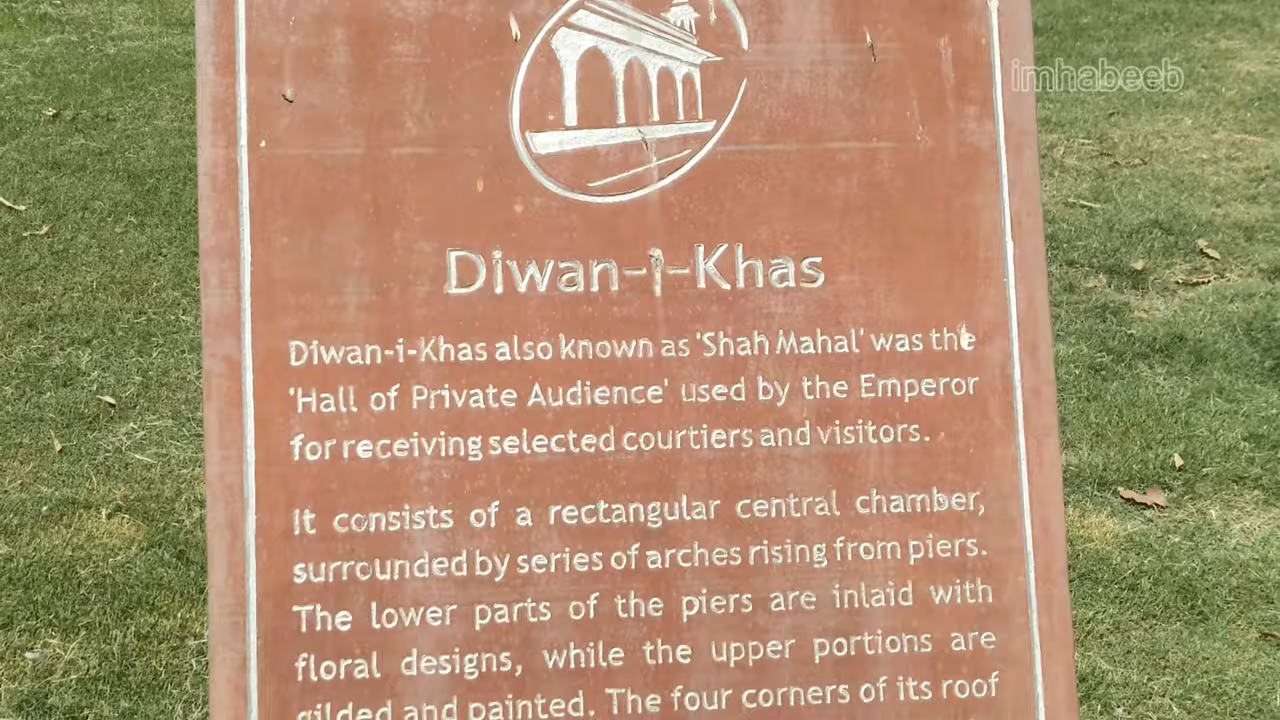 imhabeeb
Diwan-i-Khas
Diwan-i-Khas also known as 'Shah Mahal' was the
'Hall of Private Audience' used by the Emperor
for receiving selected courtiers and visitors.
It consists of a rectangular central chamber,
surrounded by series of arches rising from piers.
The lower parts of the piers are inlaid with
floral designs, while the upper portions are
gilded and painted. The four corners of its roof